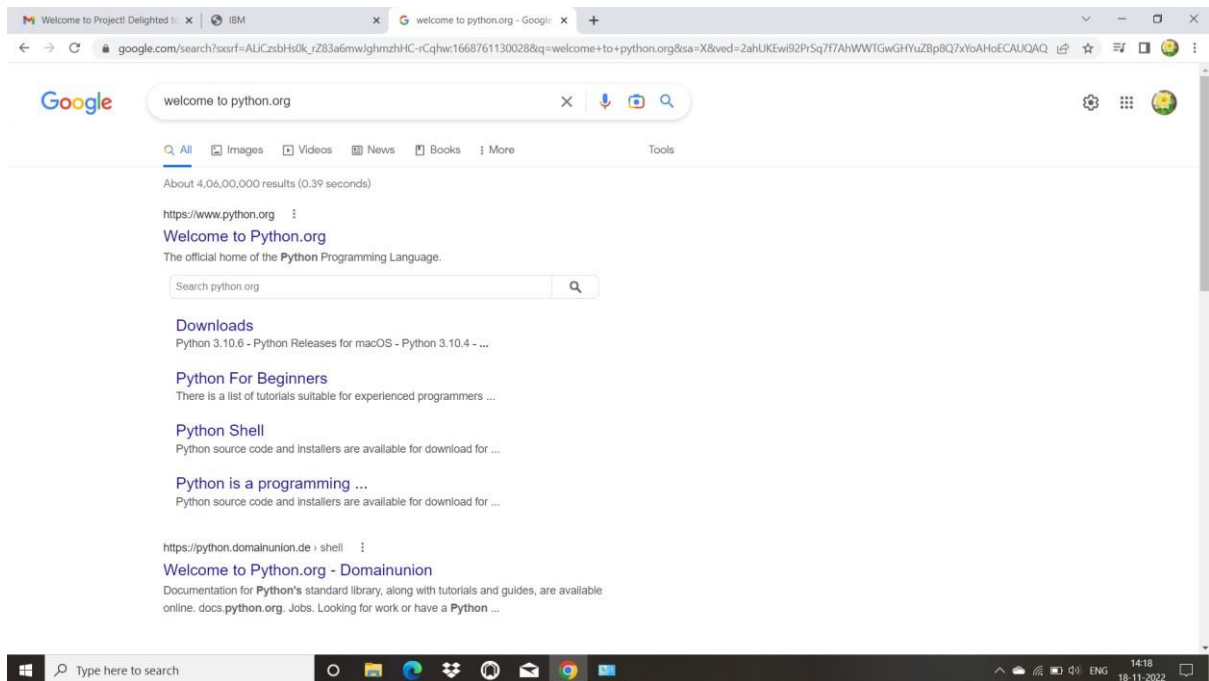 Welcome to Project! Delighted to
IBM
welcome to python.org - Google
google.com/search?sxsrf=ALiCzsbHs0k_rZ83a6mwJghmzhHC-rCqhw:1668761130028&q=welcome+to+python.org&sa=X&ved=2ahUKEwi92PrSq7f7AhWWTGwGHYuZBp8Q7xYoAHoECAUQAQ
Google
welcome to python.org
All Images Videos News Books More Tools
About 4,06,00,000 results (0.39 seconds)
https://www.python.org
Welcome to Python.org
The official home of the Python Programming Language.
Search python.org
Downloads
Python 3.10.6 - Python Releases for macOS - Python 3.10.4 - ...
Python For Beginners
There is a list of tutorials suitable for experienced programmers ...
Python Shell
Python source code and installers are available for download for ...
Python is a programming ...
Python source code and installers are available for download for ...
https://python.domainunion.de › shell
Welcome to Python.org - Domainunion
Documentation for Python's standard library, along with tutorials and guides, are available
online. docs.python.org. Jobs. Looking for work or have a Python ...
Type here to search
ENG
14:18
18-11-2022